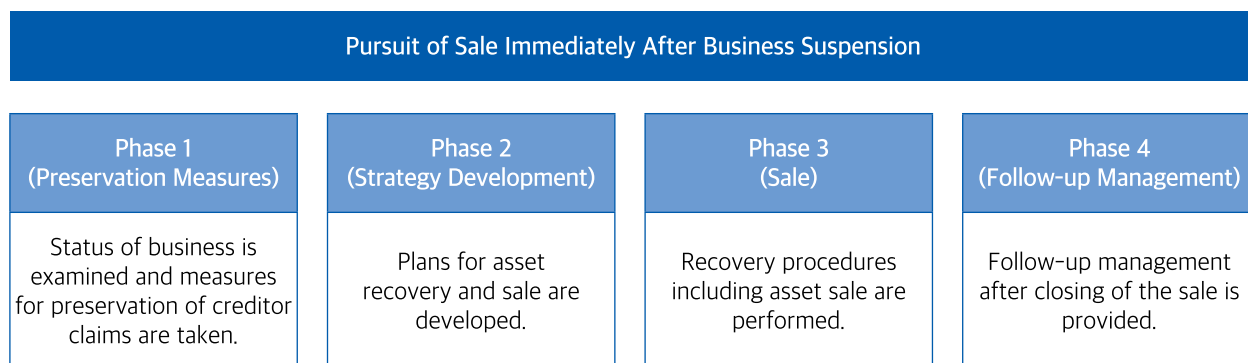 Pursuit of Sale Immediately After Business Suspension
Phase 1
(Preservation Measures)
Status of business is
examined and measures
for preservation of creditor
claims are taken.
Phase 2
(Strategy Development)
Plans for asset
recovery and sale are
developed.
Phase 3
(Sale)
Recovery procedures
including asset sale are
performed.
Phase 4
(Follow-up Management)
Follow-up management
after closing of the sale is
provided.